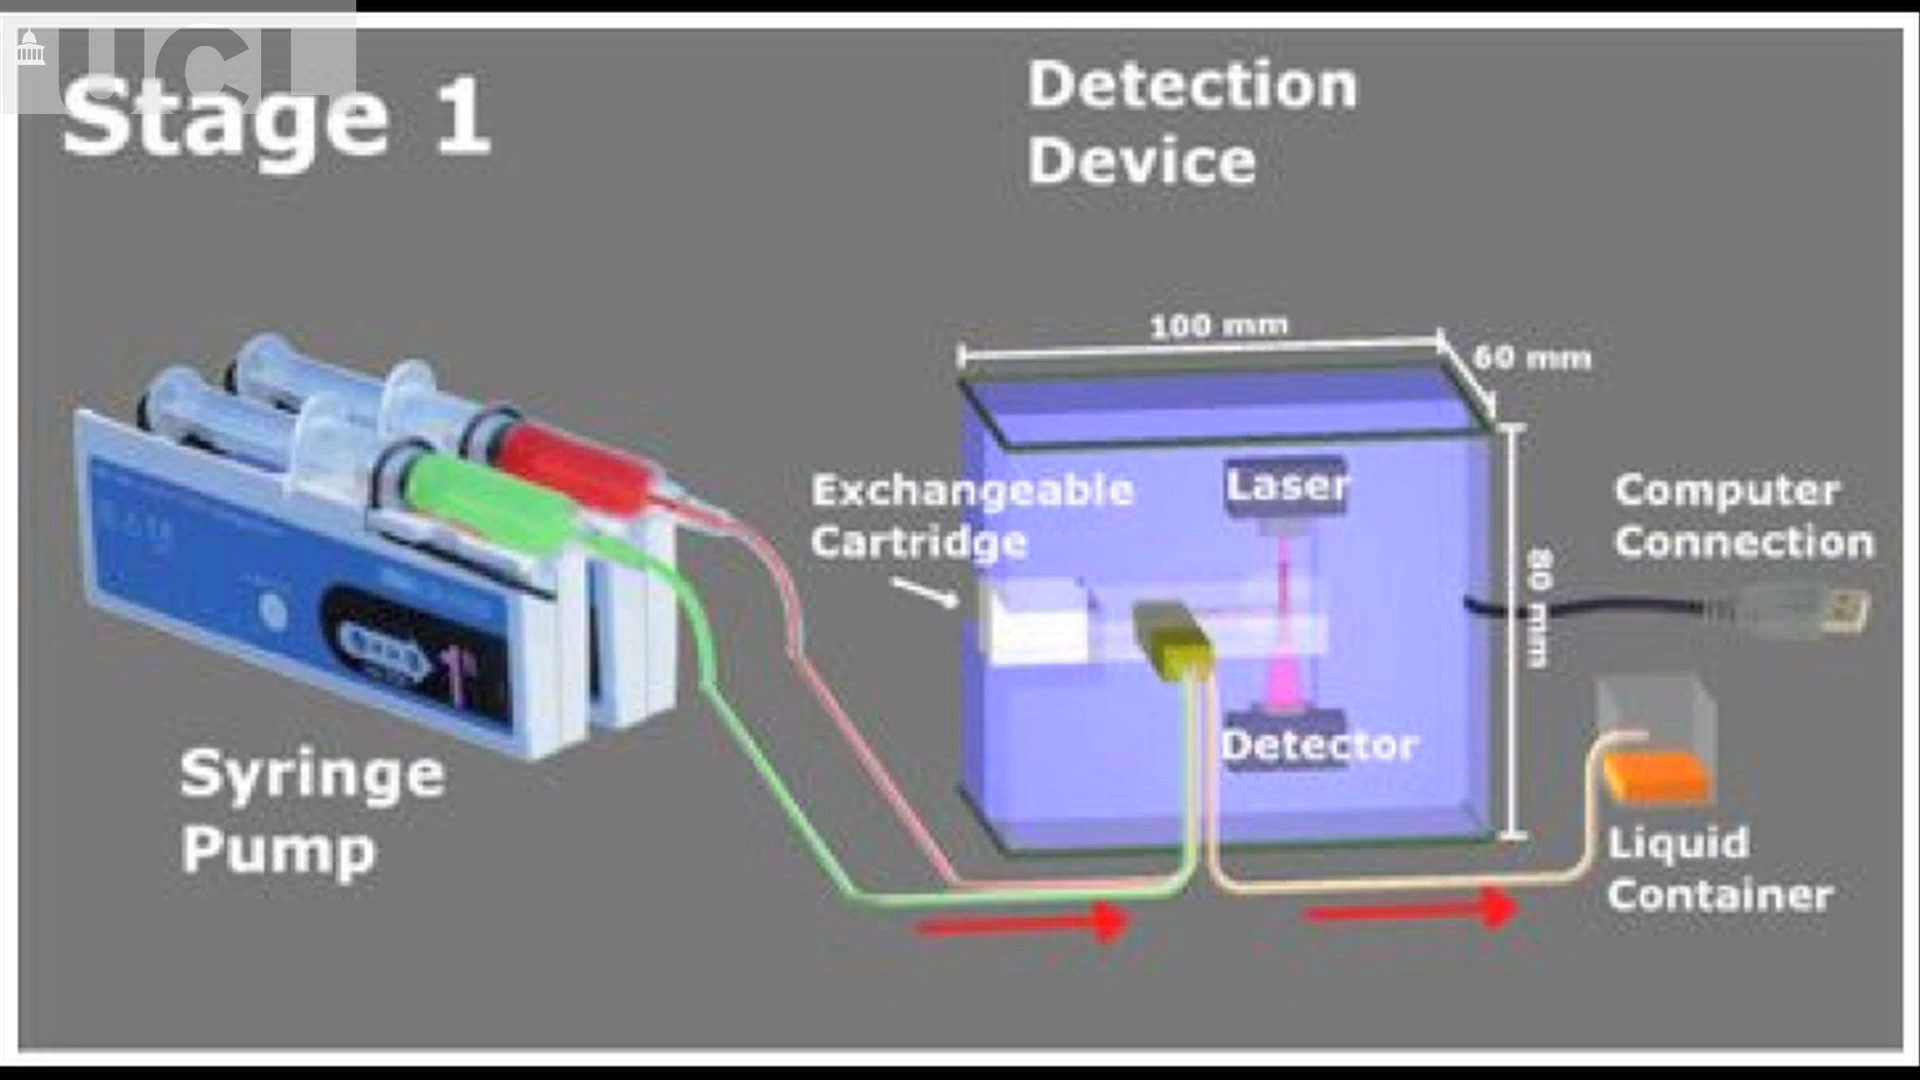 UCL
Stage 1
Detection
Device
100 mm
60 mm
Exchangeable
Cartridge
Laser
Computer
Connection
80 mm
Detector
Syringe
Pump
Liquid
Container